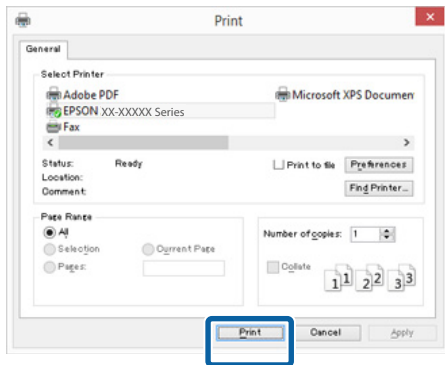 Print
General
Select Printer
Adobe PDF
Microsoft XPS Documen
EPSON XX-XXXXX Series
Fax
Status: Ready
Print to file
Preferences
Location:
Comment:
Find Printer...
Page Range
All
Selection
Current Page
Pages:
Number of copies: 1
Collate
1 1 2 2 3 3
Print
Cancel
Apply